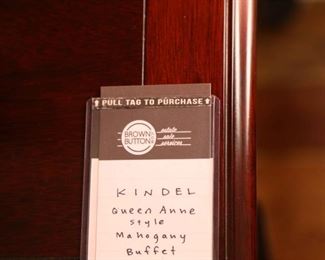 ↑ PULL TAG TO PURCHASE ↑
BROWN
BUTTON
estate
sale
services
KINDEL
Queen Anne
Style
Mahogany
Buffet